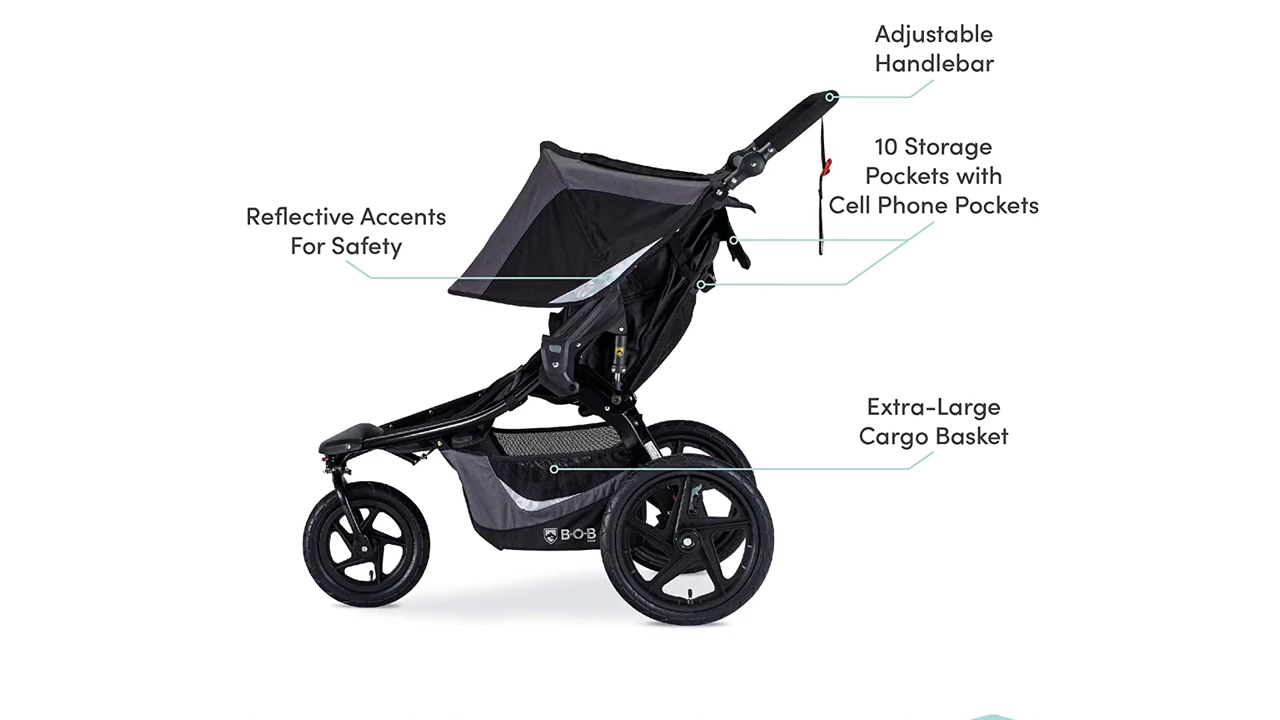 Adjustable
Handlebar
10 Storage
Pockets with
Cell Phone Pockets
Reflective Accents
For Safety
Extra-Large
Cargo Basket
B·O·B